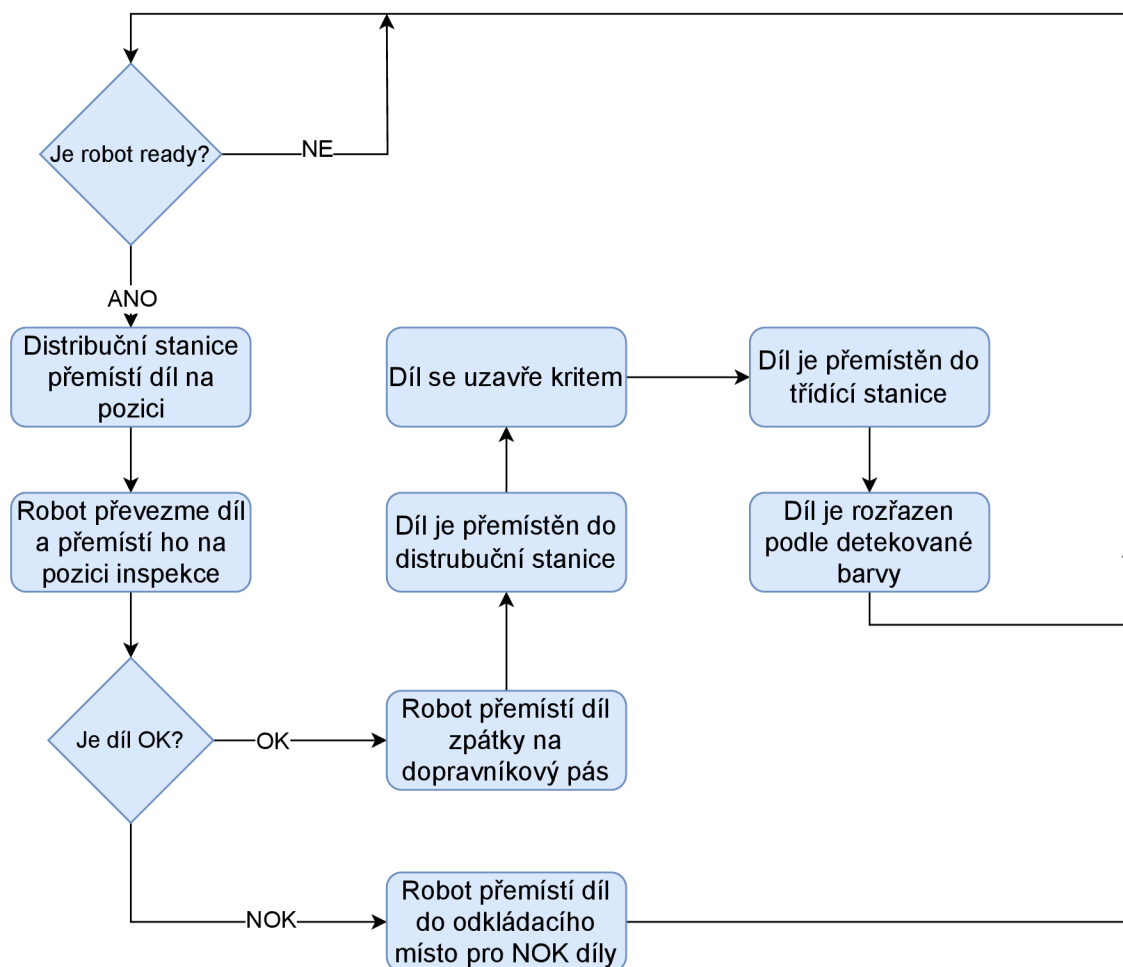 Je robot ready?
NE
ANO
Distribuční stanice
přemístí díl na
pozici
Robot převezme díl
a přemístí ho na
pozici inspekce
Je díl OK?
OK
NOK
Robot přemístí díl
zpátky na
dopravníkový pás
Díl je přemístěn do
distrubuční stanice
Díl se uzavře kritem
Díl je přemístěn do
třídící stanice
Díl je rozřazen
podle detekované
barvy
Robot přemístí díl
do odkládacího
místo pro NOK díly